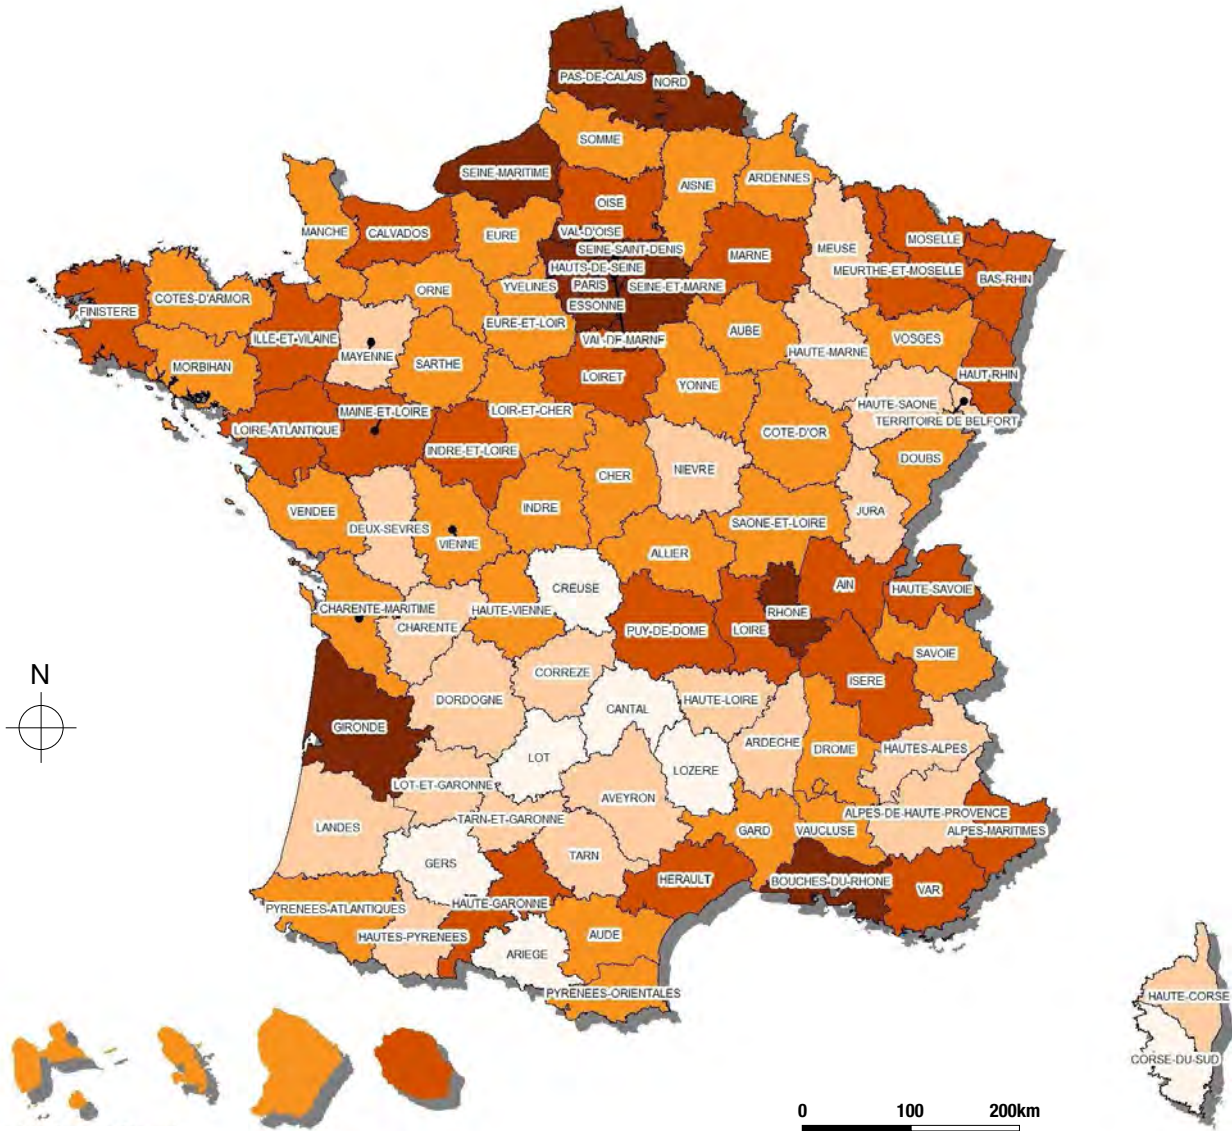 PAS-DE-CALAIS
NORD
SOMME
SEINE-MARITIME
AISNE
ARDENNES
OISE
MANCHE
CALVADOS
EURE
VAL-D'OISE
SEINE-SAINT-DENIS
MARNE
MEUSE
MOSELLE
MEURTHE-ET-MOSELLE
BAS-RHIN
HAUTS-DE-SEINE
YVELINES
PARIS
SEINE-ET-MARNE
ESSONNE
FINISTERE
COTES-D'ARMOR
ORNE
EURE-ET-LOIR
VAL-DE-MARNE
AUBE
ILLE-ET-VILAINE
MAYENNE
HAUTE-MARNE
VOSGES
MORBIHAN
SARTHE
LOIRET
YONNE
HAUT-RHIN
MAINE-ET-LOIRE
LOIR-ET-CHER
HAUTE-SAONE
TERRITOIRE DE BELFORT
LOIRE-ATLANTIQUE
INDRE-ET-LOIRE
COTE-D'OR
DOUBS
CHER
NIEVRE
VENDEE
DEUX-SEVRES
INDRE
SAONE-ET-LOIRE
JURA
VIENNE
ALLIER
CREUSE
AIN
HAUTE-SAVOIE
CHARENTE-MARITIME
HAUTE-VIENNE
RHONE
CHARENTE
PUY-DE-DOME
LOIRE
SAVOIE
CORREZE
ISERE
N
DORDOGNE
CANTAL
HAUTE-LOIRE
GIRONDE
ARDECHE
DROME
HAUTES-ALPES
LOT
LOZERE
LOT-ET-GARONNE
AVEYRON
ALPES-DE-HAUTE-PROVENCE
LANDES
TARN-ET-GARONNE
GARD
VAUCLUSE
ALPES-MARITIMES
GERS
TARN
HERAULT
BOUCHES-DU-RHONE
VAR
PYRENEES-ATLANTIQUES
HAUTE-GARONNE
HAUTES-PYRENEES
AUDE
ARIEGE
PYRENEES-ORIENTALES
HAUTE-CORSE
CORSE-DU-SUD
0 100 200km